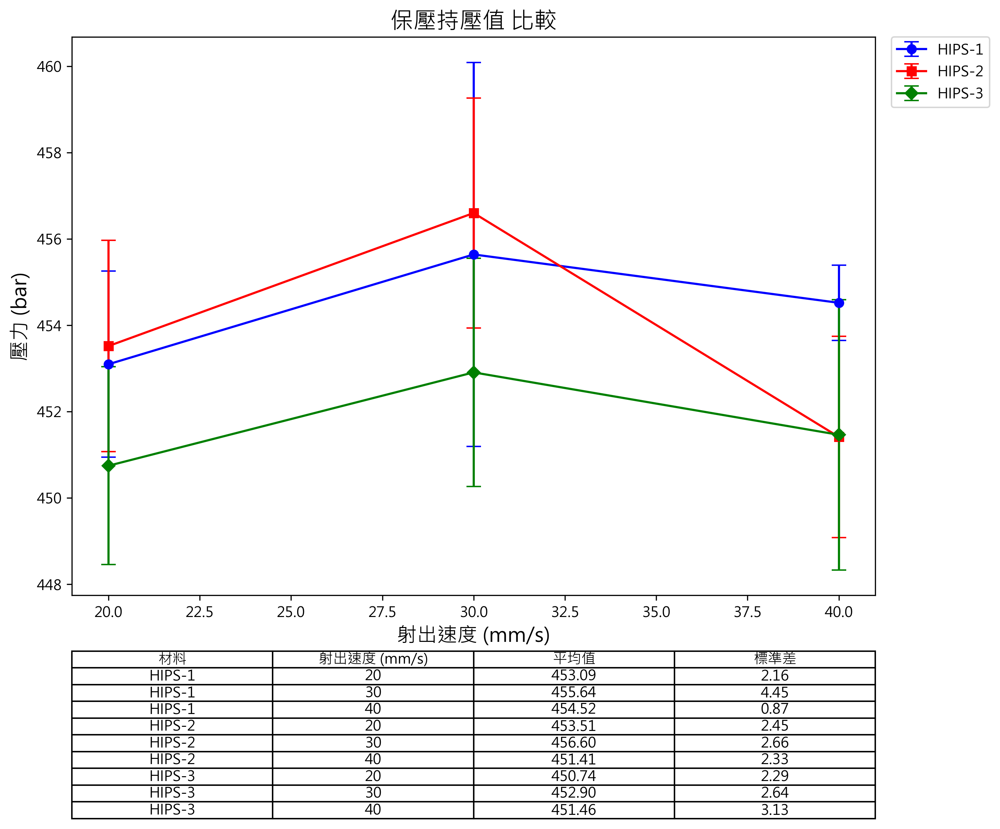 保壓持壓值 比較
HIPS-1
HIPS-2
HIPS-3
壓力 (bar)
460
458
456
454
452
450
448
20.0 22.5 25.0 27.5 30.0 32.5 35.0 37.5 40.0
射出速度 (mm/s)
材料 射出速度 (mm/s) 平均值 標準差
HIPS-1 20 453.09 2.16
HIPS-1 30 455.64 4.45
HIPS-1 40 454.52 0.87
HIPS-2 20 453.51 2.45
HIPS-2 30 456.60 2.66
HIPS-2 40 451.41 2.33
HIPS-3 20 450.74 2.29
HIPS-3 30 452.90 2.64
HIPS-3 40 451.46 3.13